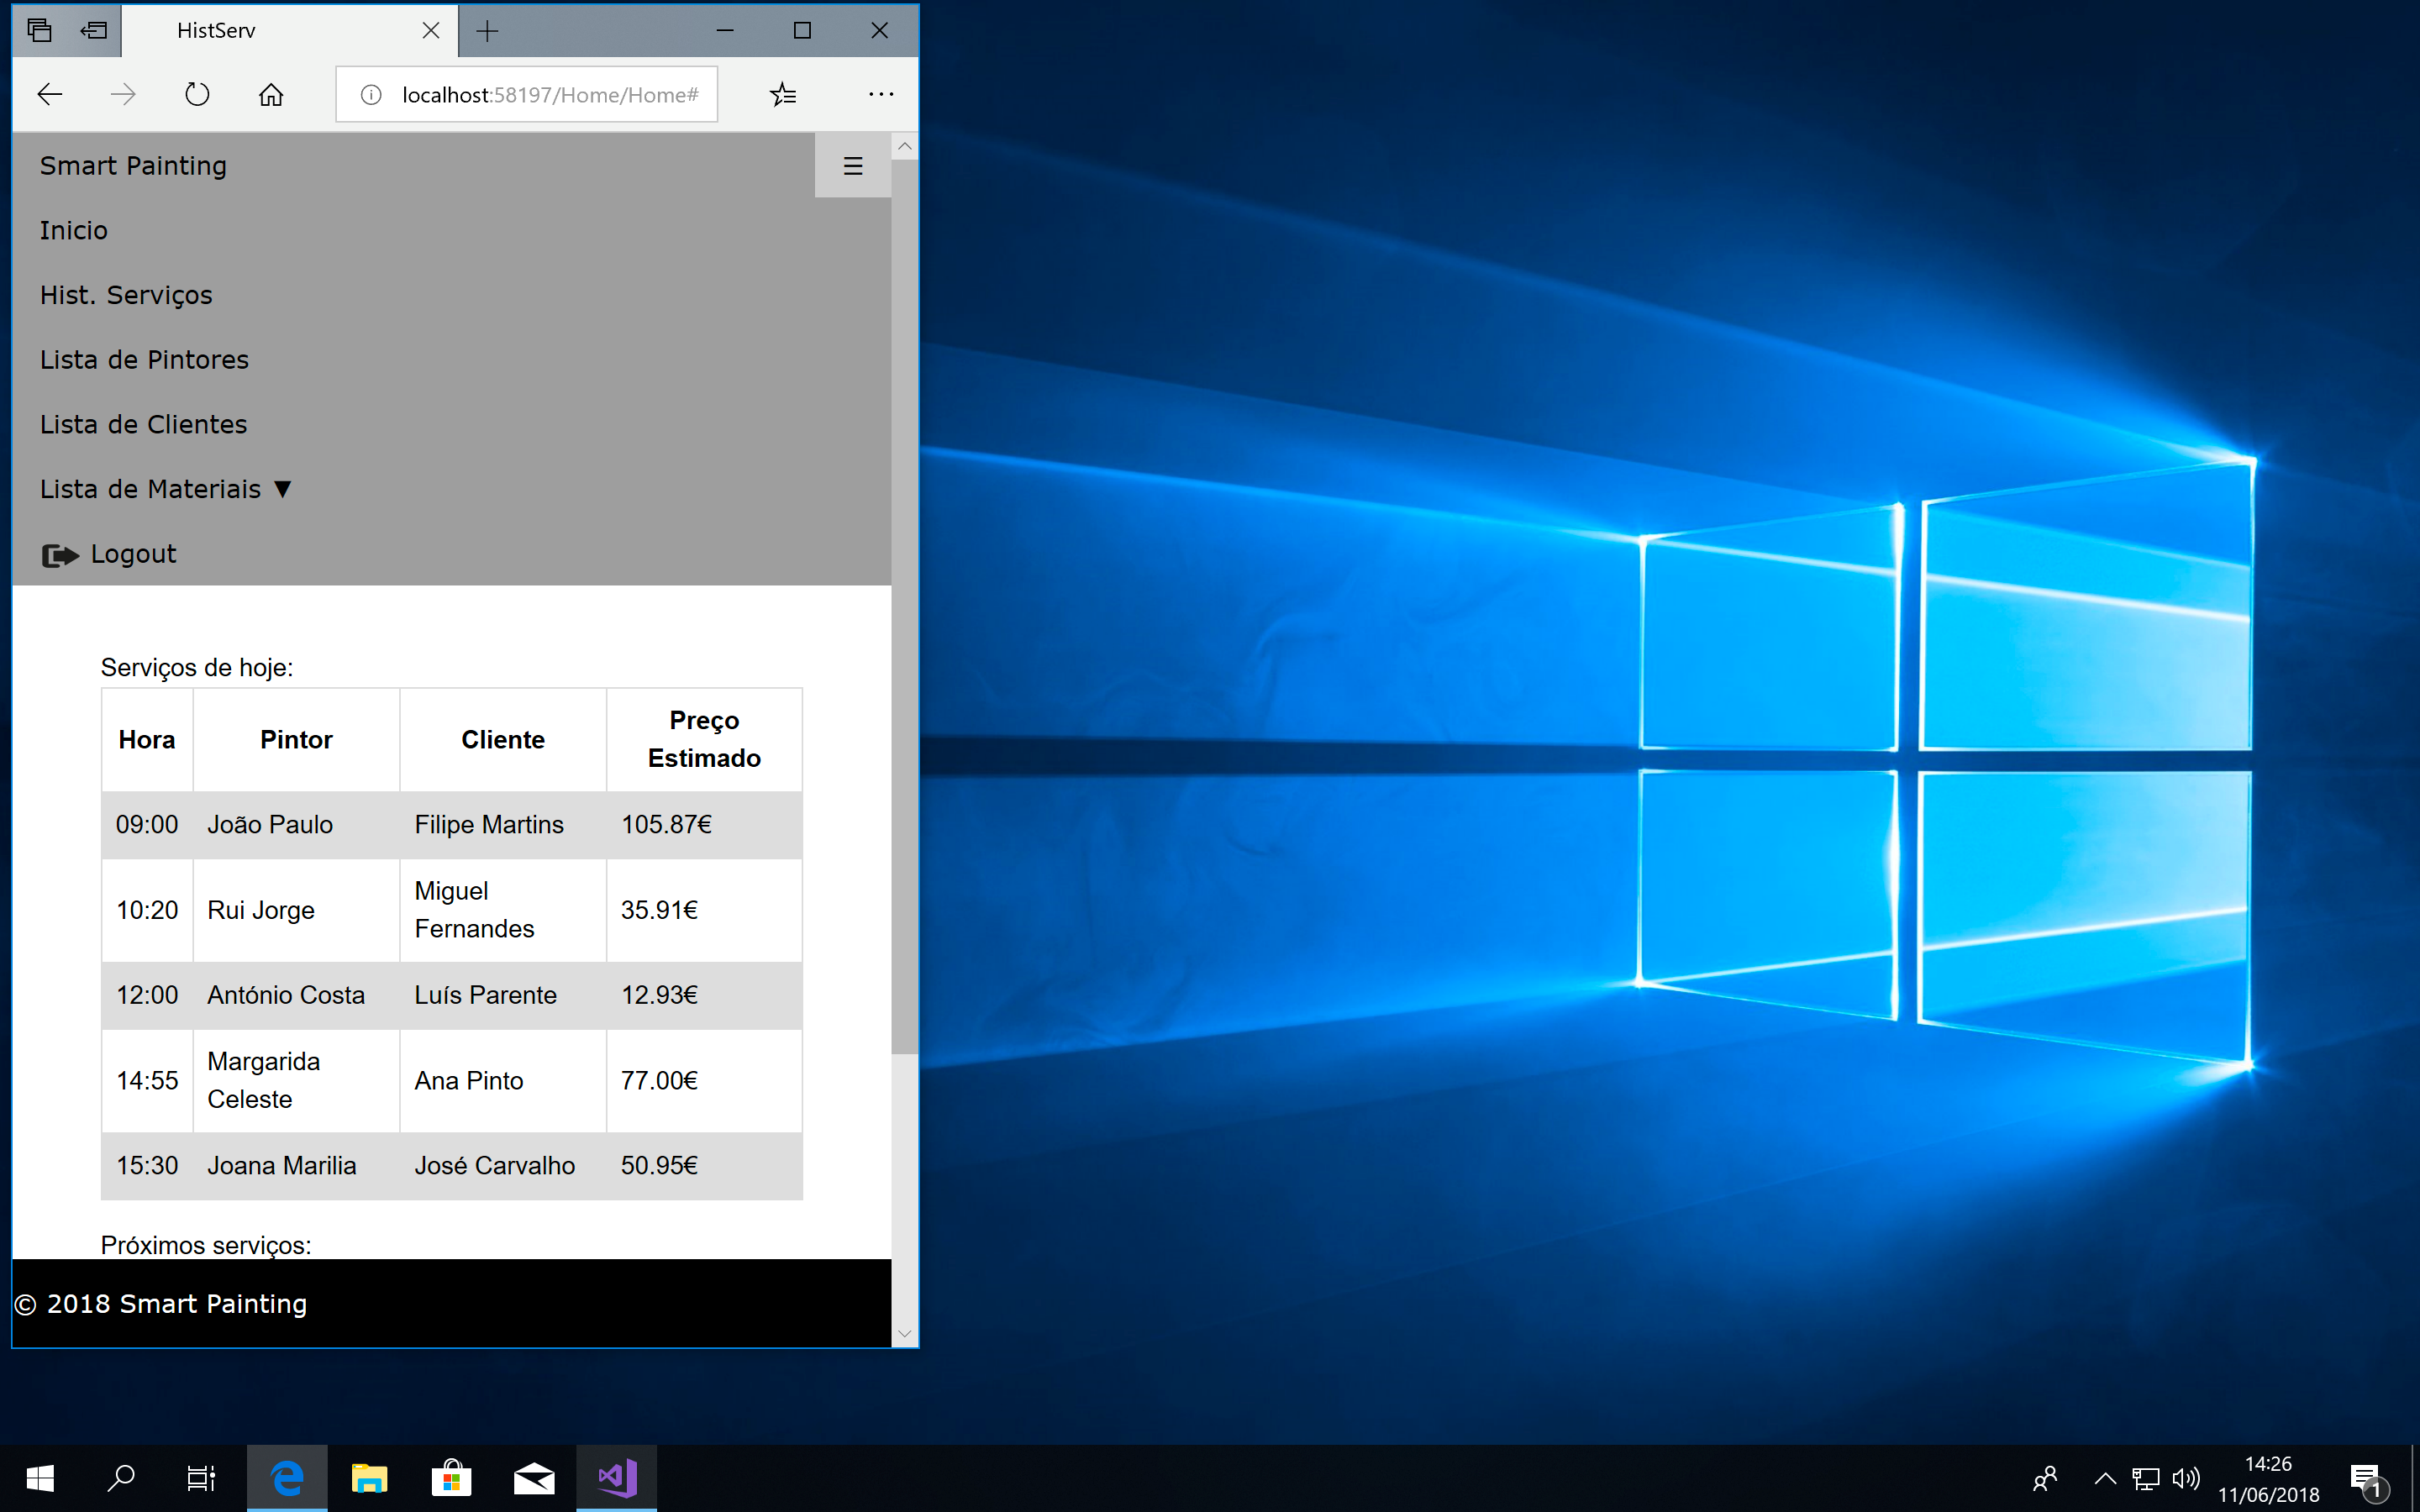 HistServ
localhost:58197/Home/Home#
Smart Painting
☰
Inicio
Hist. Serviços
Lista de Pintores
Lista de Clientes
Lista de Materiais ▼
Logout
Serviços de hoje:
Hora Pintor Cliente Preço Estimado
09:00 João Paulo Filipe Martins 105.87€
10:20 Rui Jorge Miguel Fernandes 35.91€
12:00 António Costa Luís Parente 12.93€
14:55 Margarida Celeste Ana Pinto 77.00€
15:30 Joana Marilia José Carvalho 50.95€
Próximos serviços:
© 2018 Smart Painting
14:26
11/06/2018
1